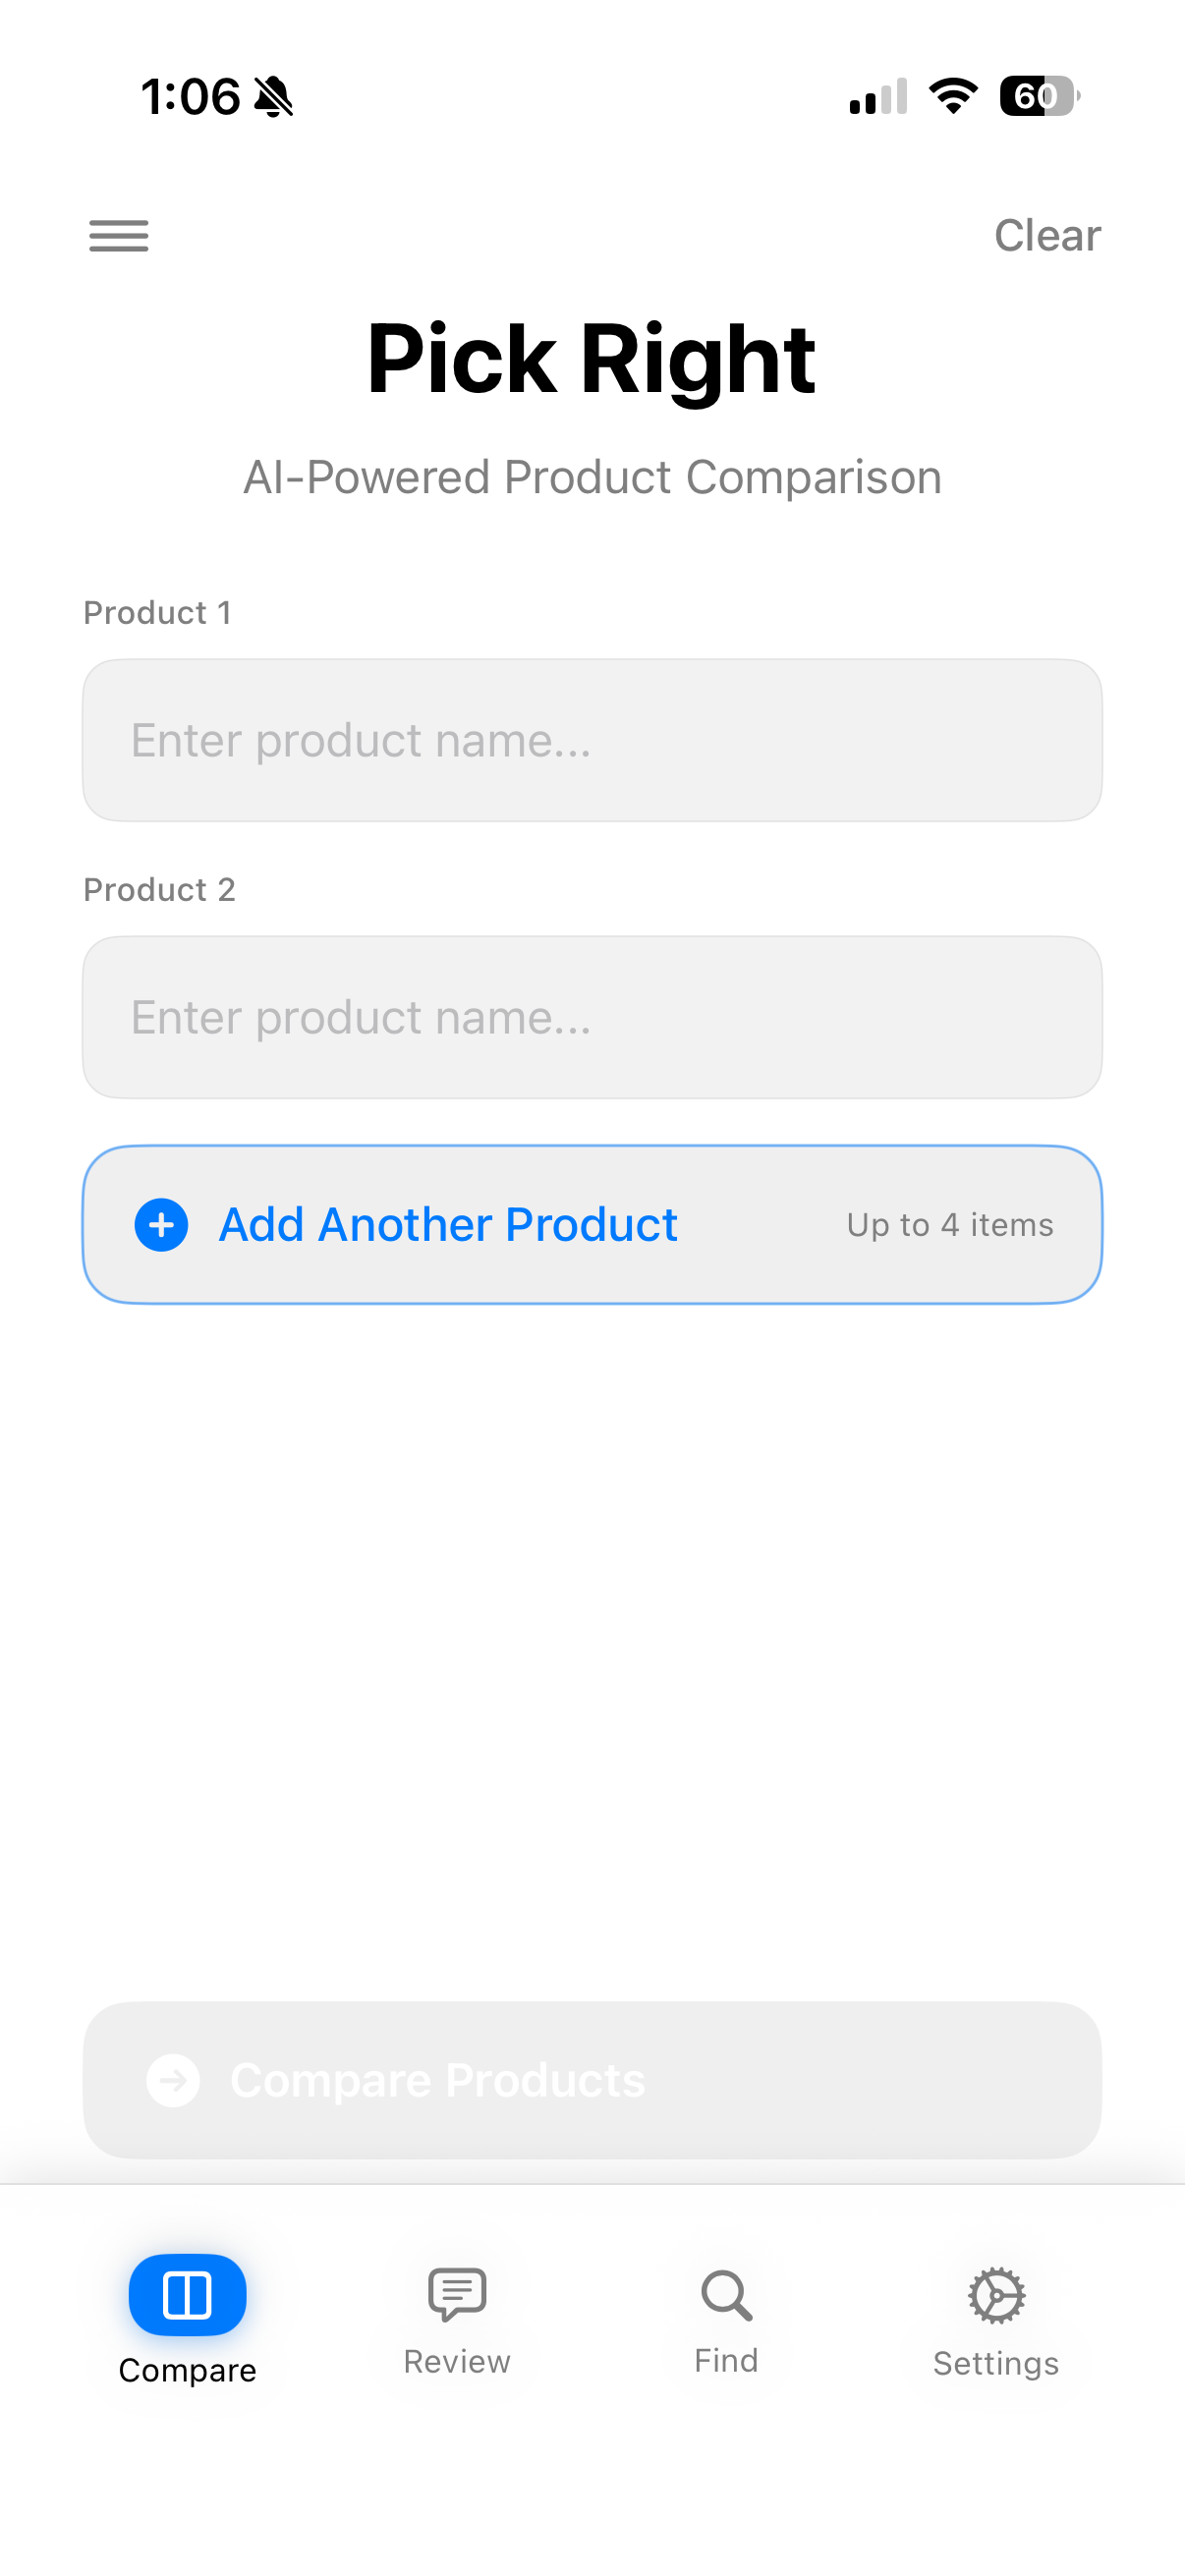 1:06
60
Clear
Pick Right
AI-Powered Product Comparison
Product 1
Enter product name...
Product 2
Enter product name...
Add Another Product Up to 4 items
Compare Products
Compare Review Find Settings